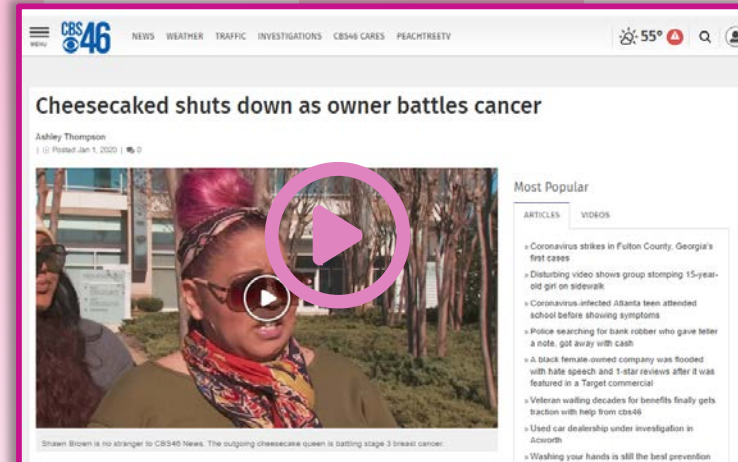 MENU
CBS 46
NEWS WEATHER TRAFFIC INVESTIGATIONS CBS46 CARES PEACHTREETV
55°
Cheesecaked shuts down as owner battles cancer
Ashley Thompson
| Posted Jan 1, 2020 | 0
Shawn Brown is no stranger to CBS46 News. The outgoing cheesecake queen is battling stage 3 breast cancer.
Most Popular
ARTICLES VIDEOS
» Coronavirus strikes in Fulton County, Georgia's
first cases
» Disturbing video shows group stomping 15-year-
old girl on sidewalk
» Coronavirus-infected Atlanta teen attended
school before showing symptoms
» Police searching for bank robber who gave teller
a note, got away with cash
» A black female-owned company was flooded
with hate speech and 1-star reviews after it was
featured in a Target commercial
» Veteran waiting decades for benefits finally gets
traction with help from cbs46
» Used car dealership under investigation in
Acworth
» Washing your hands is still the best prevention